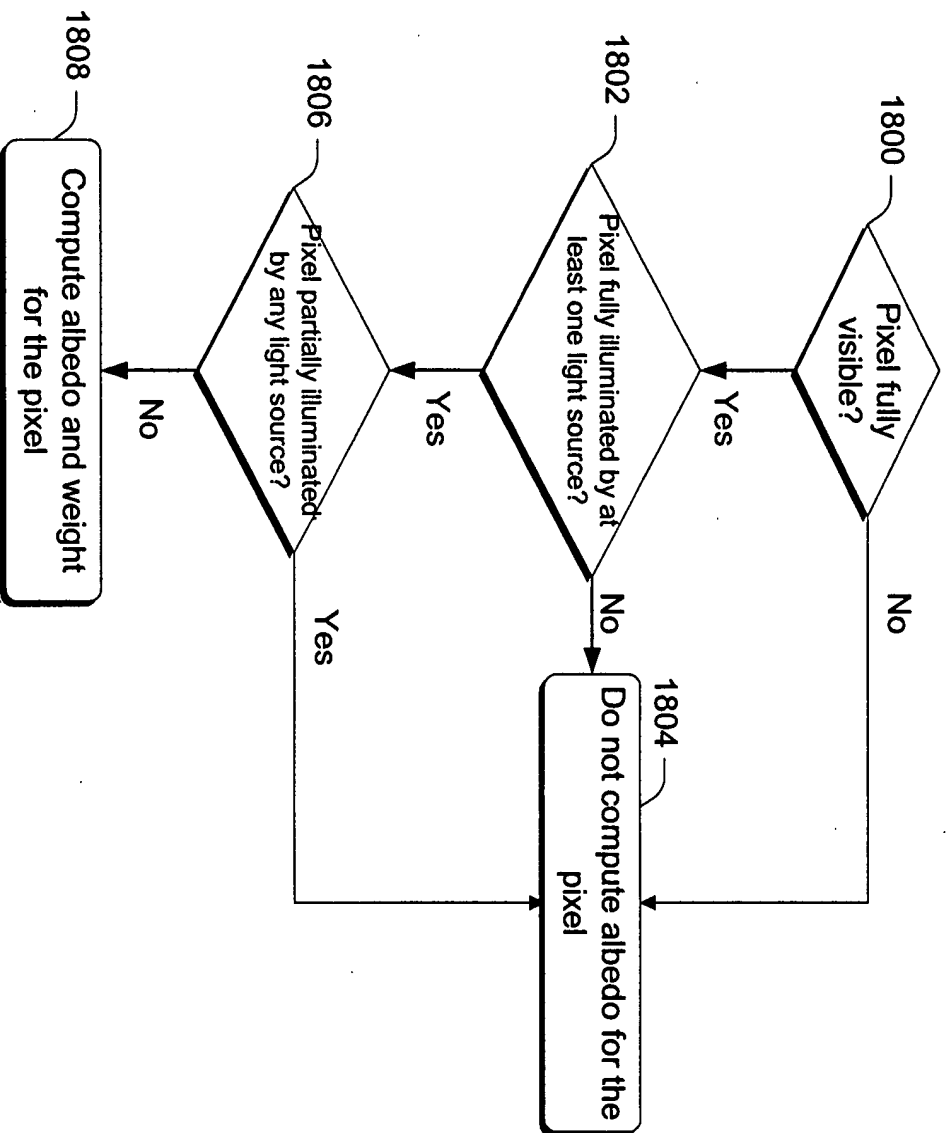 1800
Pixel fully
visible?
No
Yes
1802
Pixel fully illuminated by at
least one light source?
No
1804
Do not compute albedo for the
pixel
Yes
1806
Pixel partially illuminated
by any light source?
Yes
No
1808
Compute albedo and weight
for the pixel